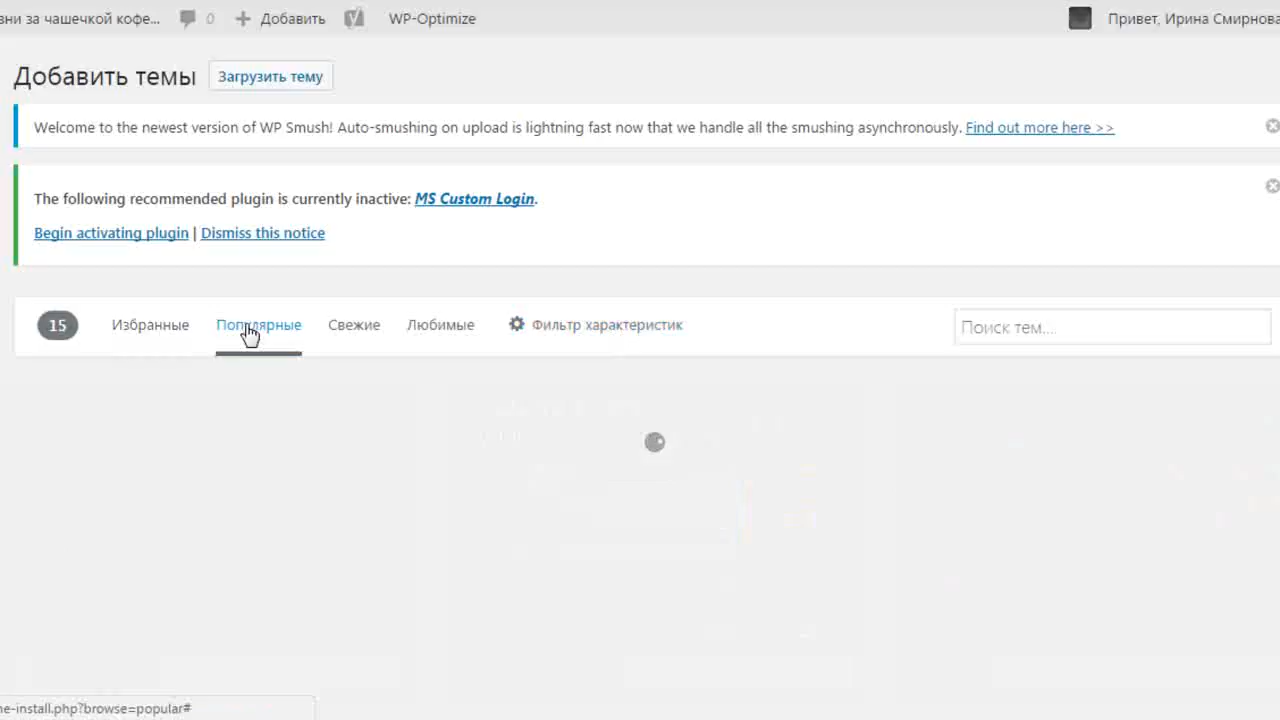 зни за чашечкой кофе... 0 Добавить WP-Optimize Привет, Ирина Смирнова
Добавить темы Загрузить тему
Welcome to the newest version of WP Smush! Auto-smushing on upload is lightning fast now that we handle all the smushing asynchronously. Find out more here >>
The following recommended plugin is currently inactive: MS Custom Login.
Begin activating plugin | Dismiss this notice
15 Избранные Популярные Свежие Любимые Фильтр характеристик Поиск тем....
ne-install.php?browse=popular#